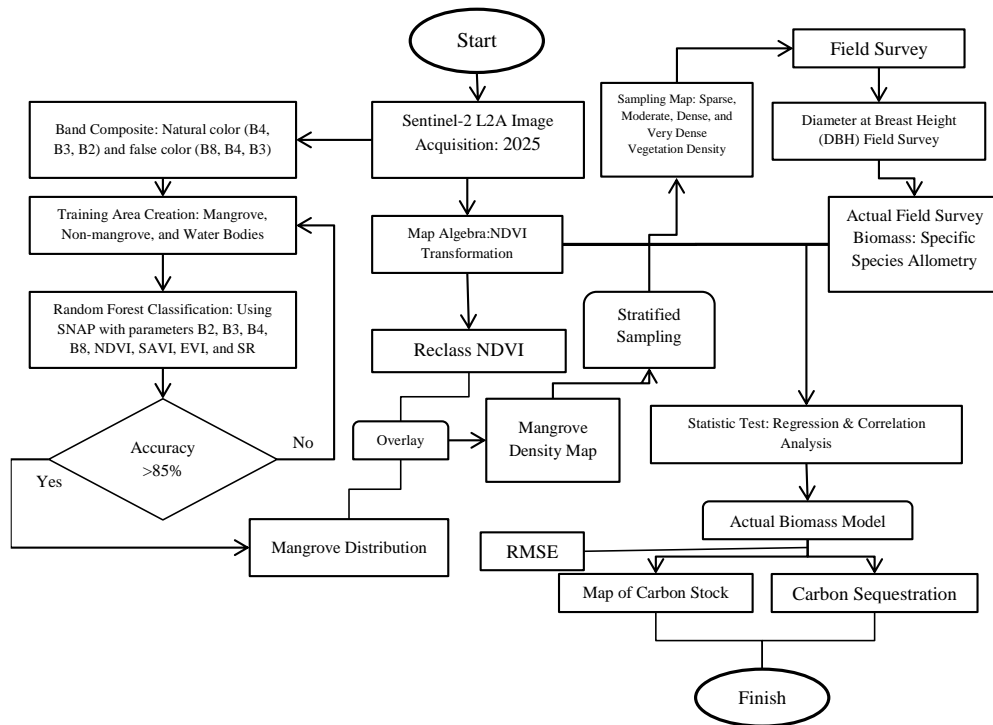 Start
Field Survey
Sampling Map: Sparse,
Moderate, Dense, and
Very Dense
Vegetation Density
Band Composite: Natural color (B4,
B3, B2) and false color (B8, B4, B3)
Sentinel-2 L2A Image
Acquisition: 2025
Diameter at Breast Height
(DBH) Field Survey
Training Area Creation: Mangrove,
Non-mangrove, and Water Bodies
Map Algebra:NDVI
Transformation
Actual Field Survey
Biomass: Specific
Species Allometry
Random Forest Classification: Using
SNAP with parameters B2, B3, B4,
B8, NDVI, SAVI, EVI, and SR
Stratified
Sampling
Reclass NDVI
Accuracy
>85%
No
Yes
Overlay
Mangrove
Density Map
Statistic Test: Regression & Correlation
Analysis
Mangrove Distribution
Actual Biomass Model
RMSE
Map of Carbon Stock
Carbon Sequestration
Finish